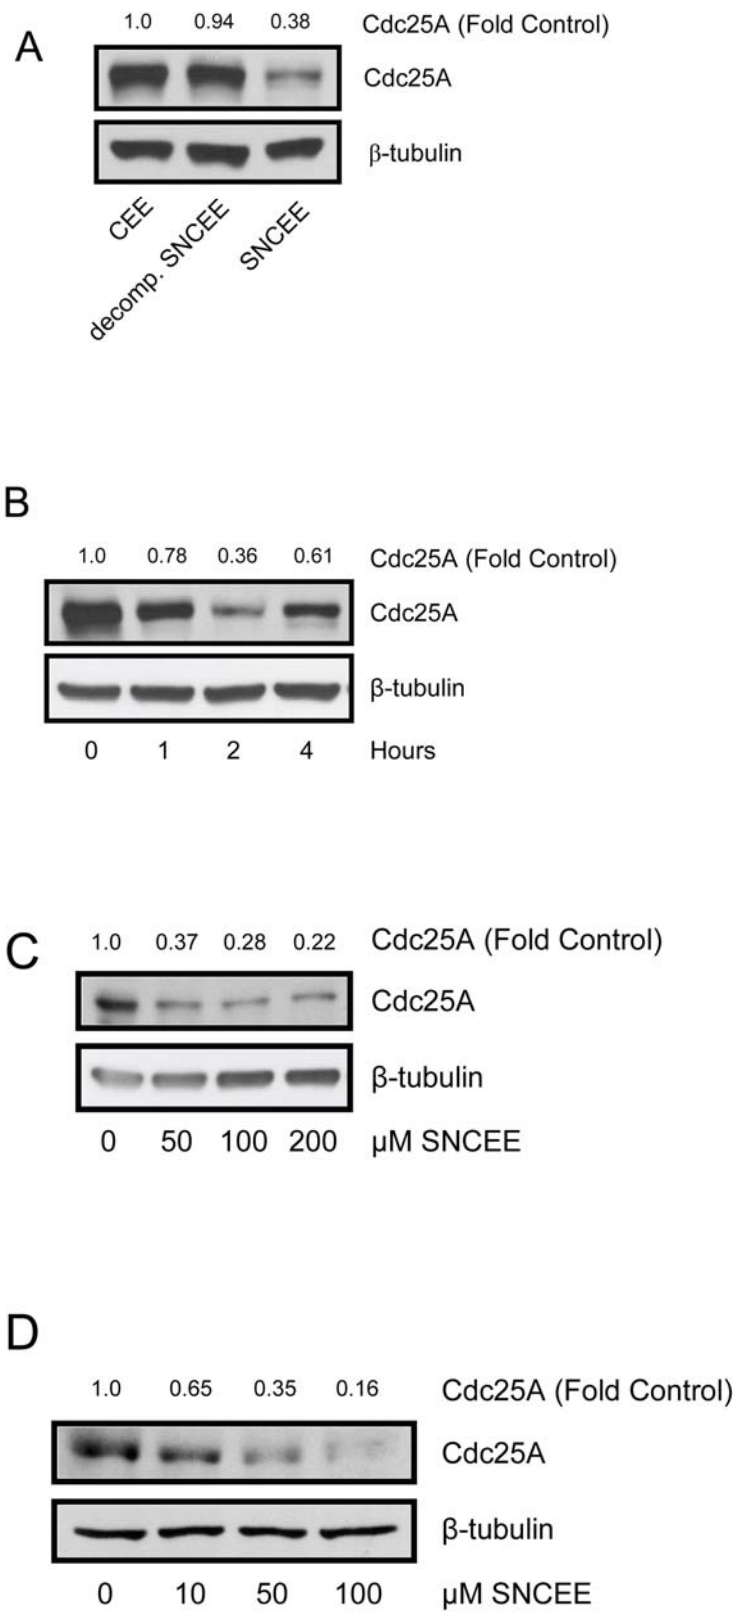 A
1.0 0.94 0.38 Cdc25A (Fold Control)
Cdc25A
β-tubulin
CEE
decomp. SNCEE
SNCEE
B
1.0 0.78 0.36 0.61 Cdc25A (Fold Control)
Cdc25A
β-tubulin
0 1 2 4 Hours
C
1.0 0.37 0.28 0.22 Cdc25A (Fold Control)
Cdc25A
β-tubulin
0 50 100 200 µM SNCEE
D
1.0 0.65 0.35 0.16 Cdc25A (Fold Control)
Cdc25A
β-tubulin
0 10 50 100 µM SNCEE